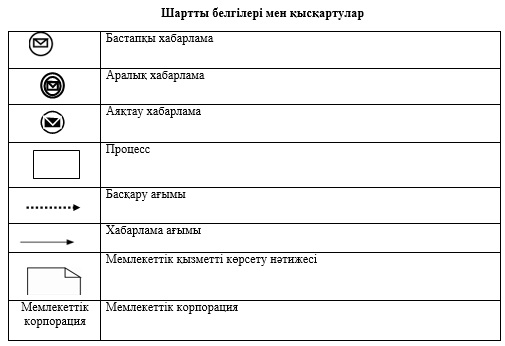 Шартты белгілері мен қысқартулар
Бастапқы хабарлама
Аралық хабарлама
Аяқтау хабарлама
Процесс
Басқару ағымы
Хабарлама ағымы
Мемлекеттік қызметті көрсету нәтижесі
Мемлекеттік
корпорация
Мемлекеттік корпорация